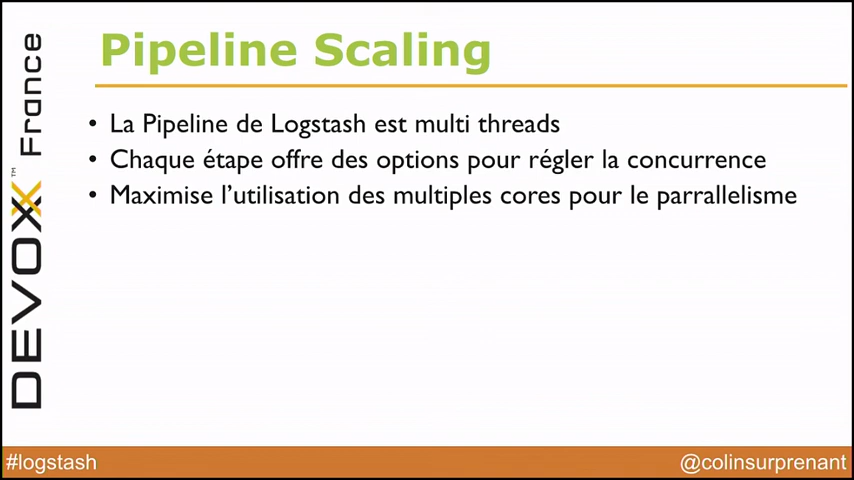 Pipeline Scaling
• La Pipeline de Logstash est multi threads
• Chaque étape offre des options pour régler la concurrence
• Maximise l'utilisation des multiples cores pour le parrallelisme
DEVOXX™ France
#logstash
@colinsurprenant